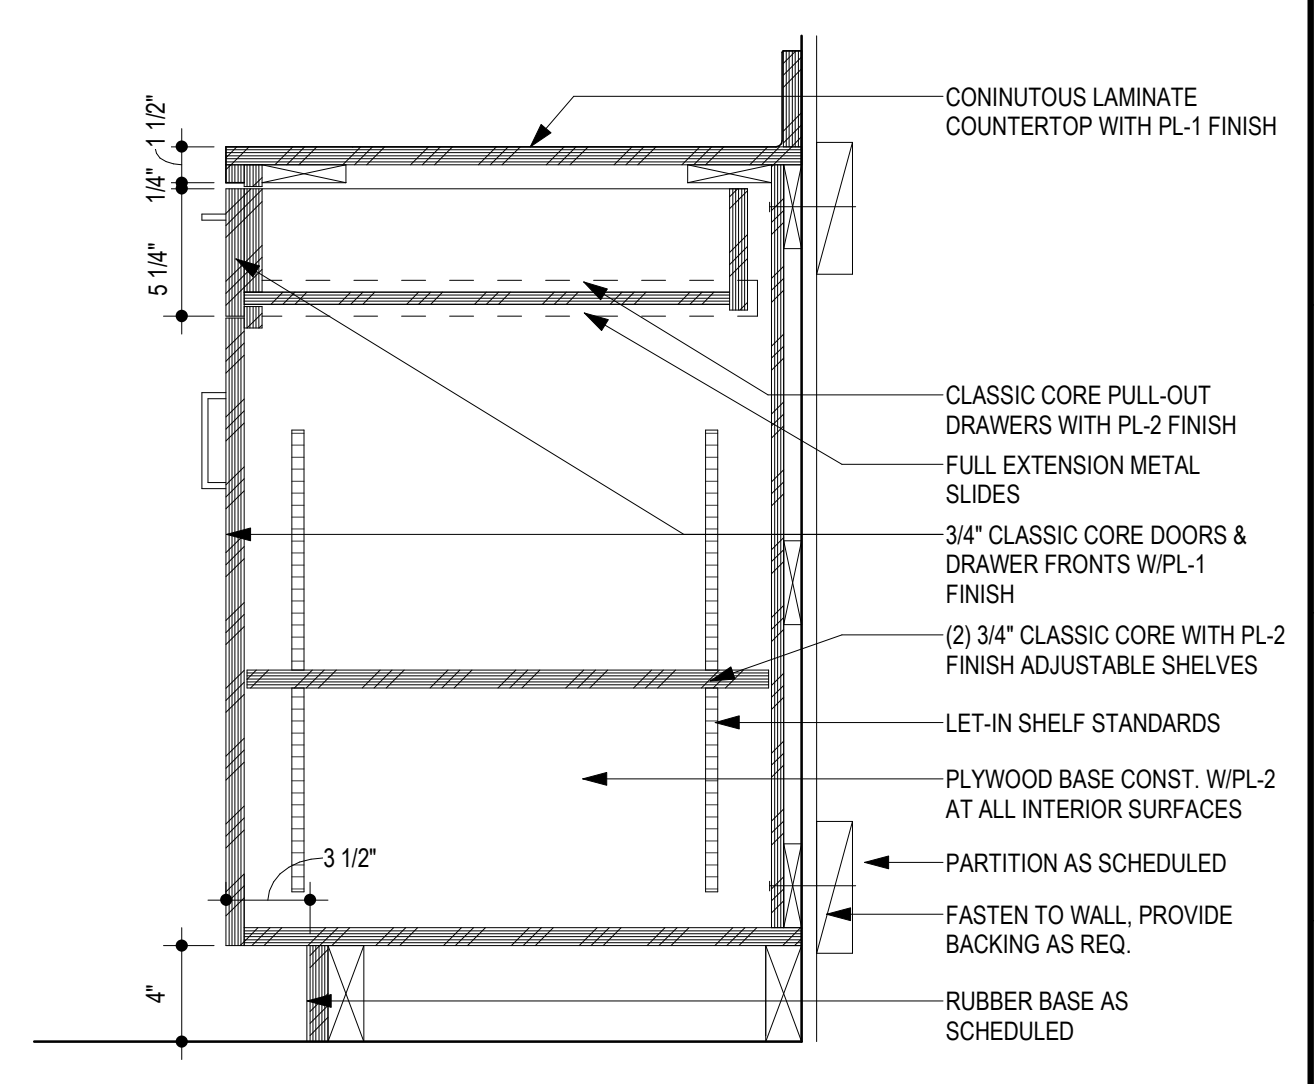 CONINUTOUS LAMINATE
COUNTERTOP WITH PL-1 FINISH
1 1/2"
1/4"
5 1/4"
CLASSIC CORE PULL-OUT
DRAWERS WITH PL-2 FINISH
FULL EXTENSION METAL
SLIDES
3/4" CLASSIC CORE DOORS &
DRAWER FRONTS W/PL-1
FINISH
(2) 3/4" CLASSIC CORE WITH PL-2
FINISH ADJUSTABLE SHELVES
LET-IN SHELF STANDARDS
PLYWOOD BASE CONST. W/PL-2
AT ALL INTERIOR SURFACES
3 1/2"
PARTITION AS SCHEDULED
FASTEN TO WALL, PROVIDE
BACKING AS REQ.
4"
RUBBER BASE AS
SCHEDULED